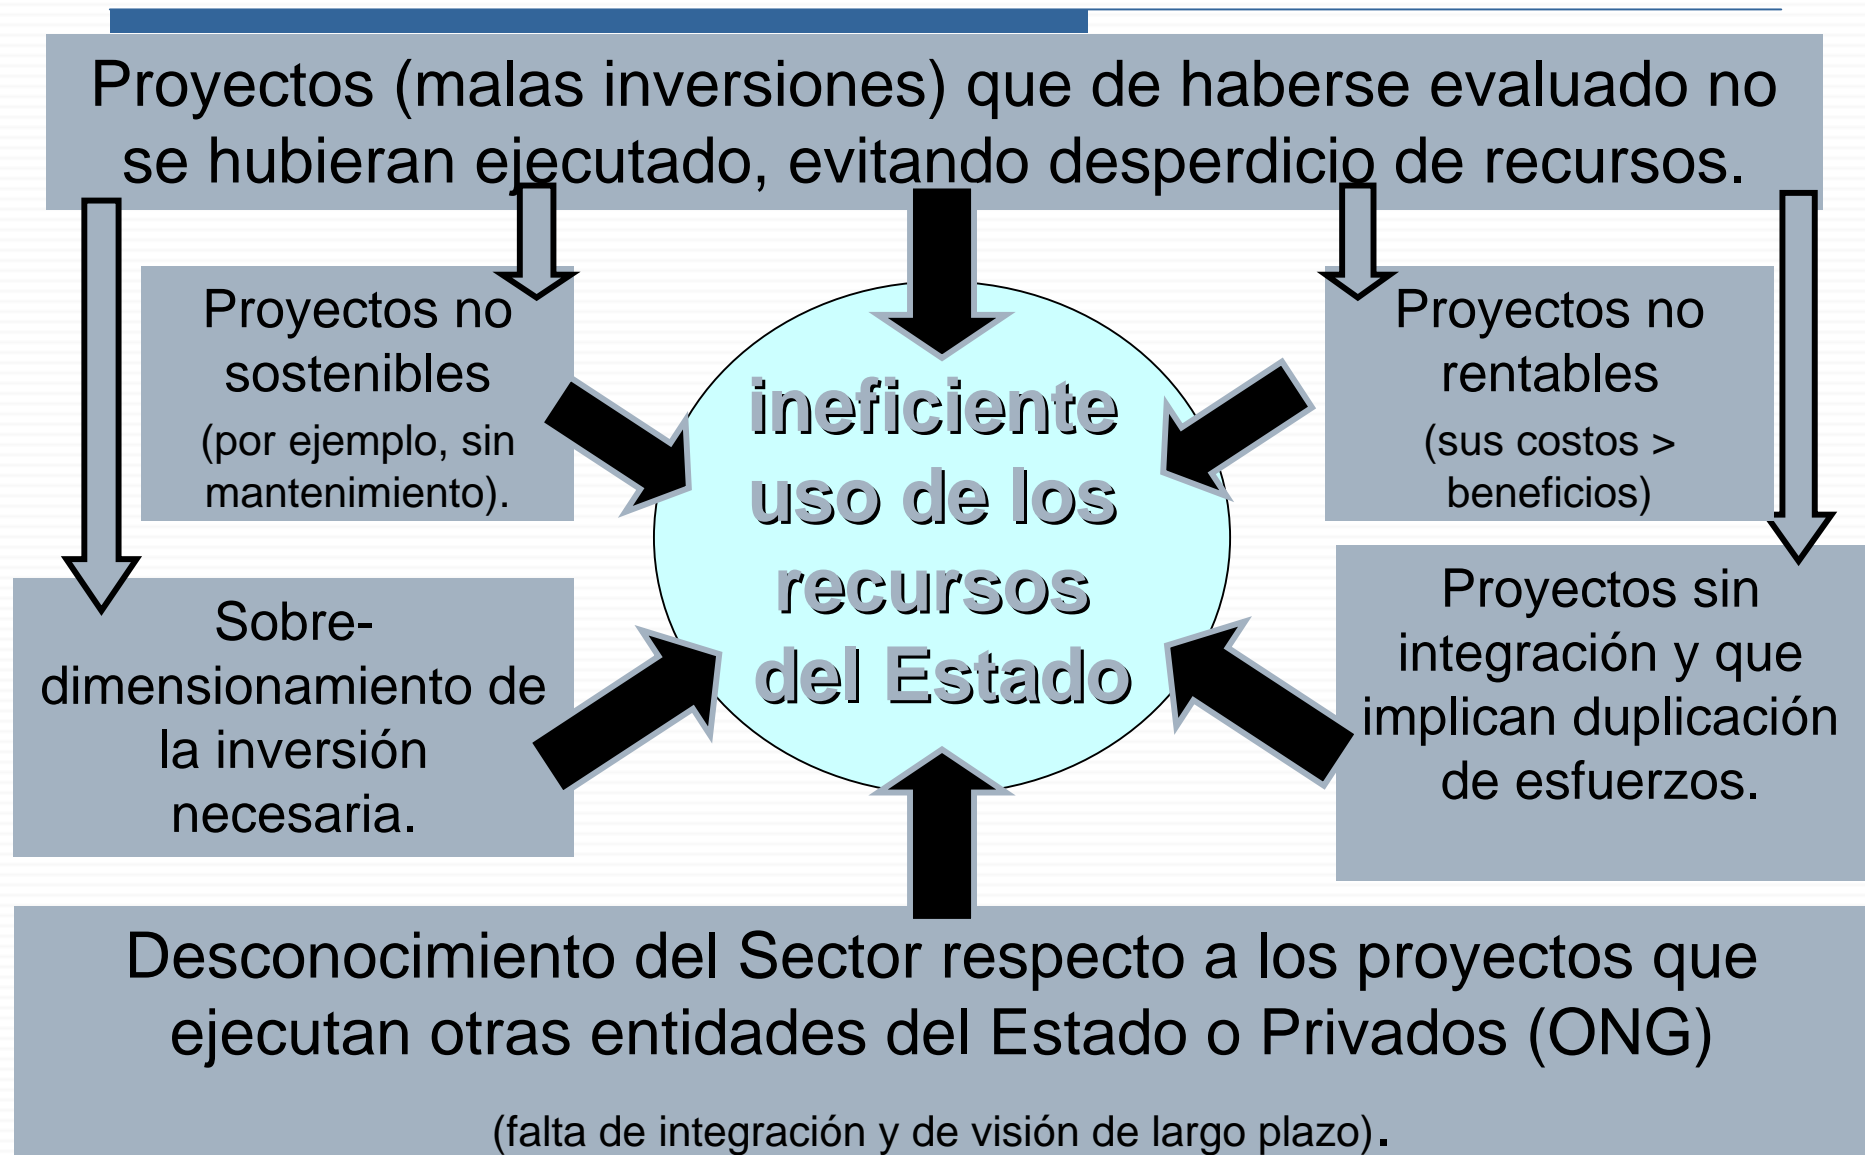 Proyectos (malas inversiones) que de haberse evaluado no
se hubieran ejecutado, evitando desperdicio de recursos.
Proyectos no
sostenibles
(por ejemplo, sin
mantenimiento).
ineficiente
uso de los
recursos
del Estado
Proyectos no
rentables
(sus costos >
beneficios)
Sobre-
dimensionamiento de
la inversión
necesaria.
Proyectos sin
integración y que
implican duplicación
de esfuerzos.
Desconocimiento del Sector respecto a los proyectos que
ejecutan otras entidades del Estado o Privados (ONG)
(falta de integración y de visión de largo plazo).